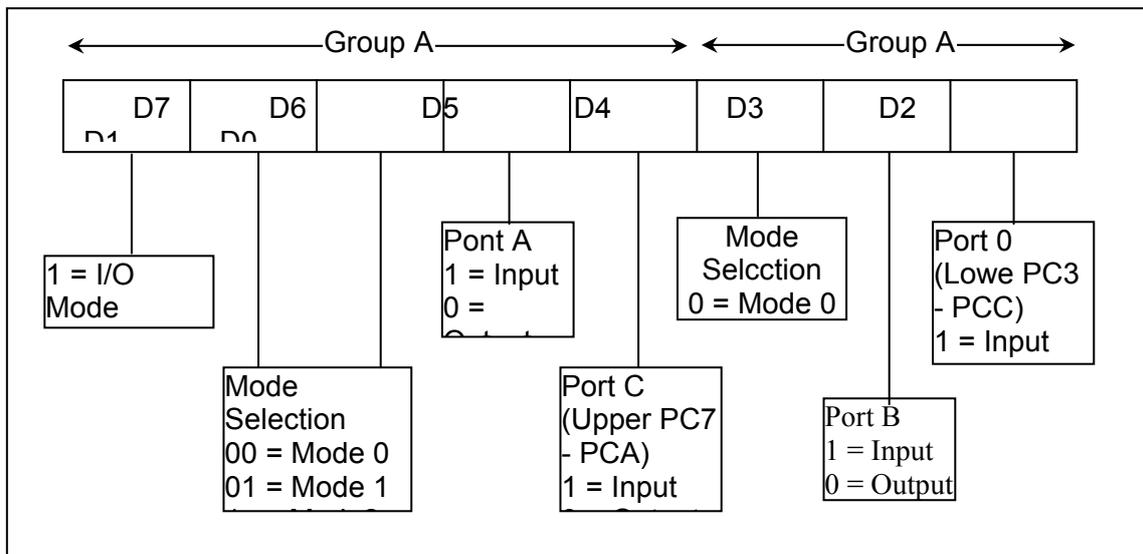 Group A Group A
D7 D6 D5 D4 D3 D2
D1 D0
1 = I/O
Mode
Mode
Selection
00 = Mode 0
01 = Mode 1
Pont A
1 = Input
0 =
Port C
(Upper PC7
- PCA)
1 = Input
Mode
Selcction
0 = Mode 0
Port B
1 = Input
0 = Output
Port 0
(Lowe PC3
- PCC)
1 = Input